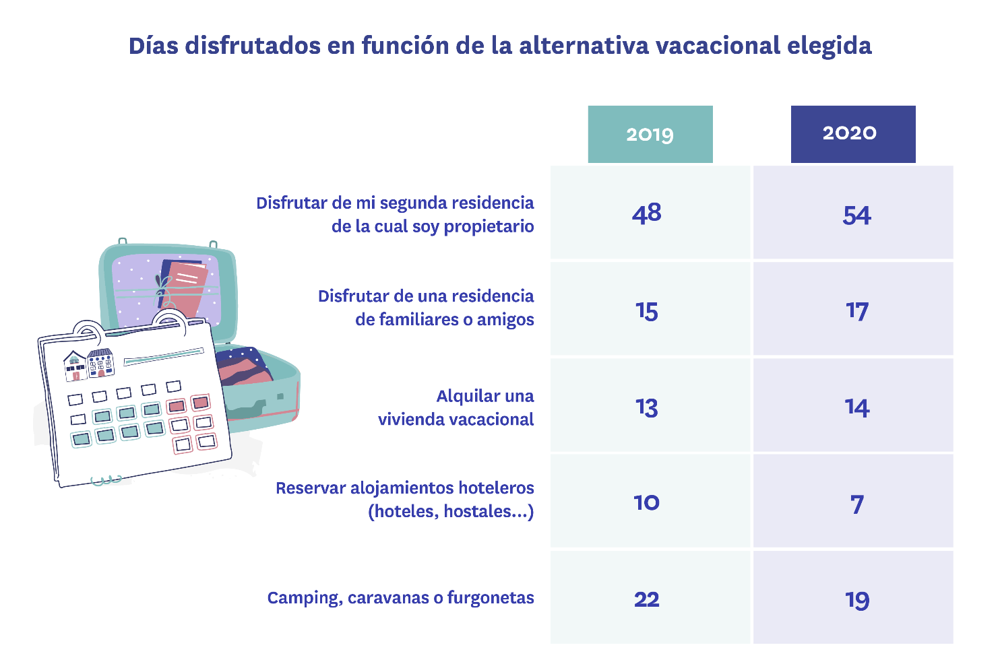 Días disfrutados en función de la alternativa vacacional elegida
2019
2020
Disfrutar de mi segunda residencia
de la cual soy propietario
48
54
Disfrutar de una residencia
de familiares o amigos
15
17
Alquilar una
vivienda vacacional
13
14
Reservar alojamientos hoteleros
(hoteles, hostales...)
10
7
Camping, caravanas o furgonetas
22
19